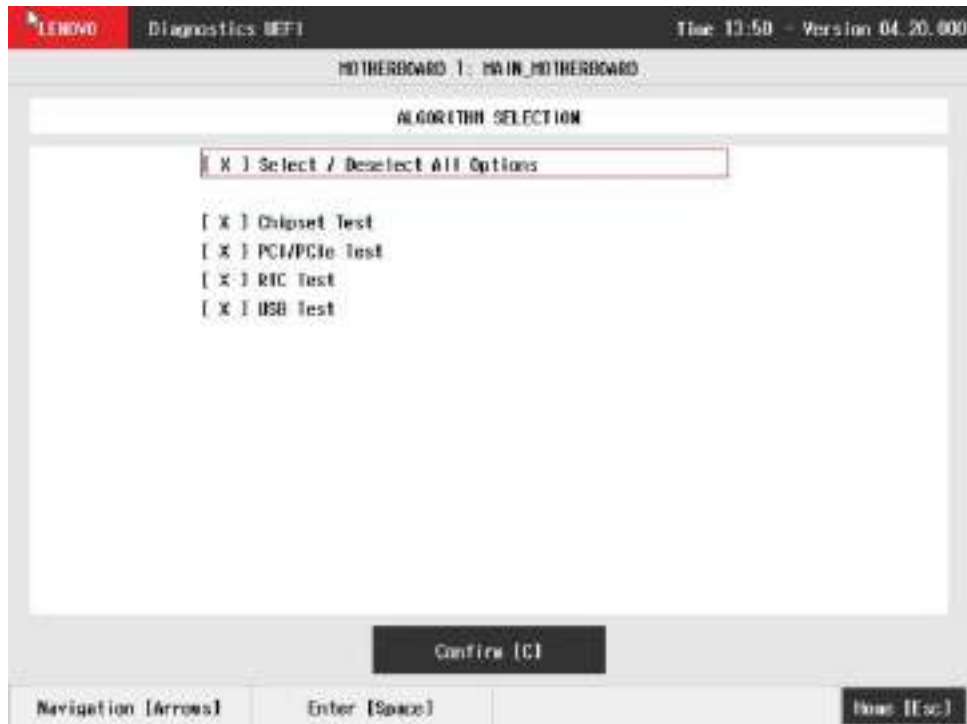 LENOVO Diagnostics UEFI Time 13:50 - Version 04.20.000
MOTHERBOARD 1: MAIN_MOTHERBOARD
ALGORITHM SELECTION
[ X ] Select / Deselect All Options
[ X ] Chipset Test
[ X ] PCI/PCIe Test
[ X ] RTC Test
[ X ] USB Test
Confirm [C]
Navigation [Arrows] Enter [Space] Home [Esc]